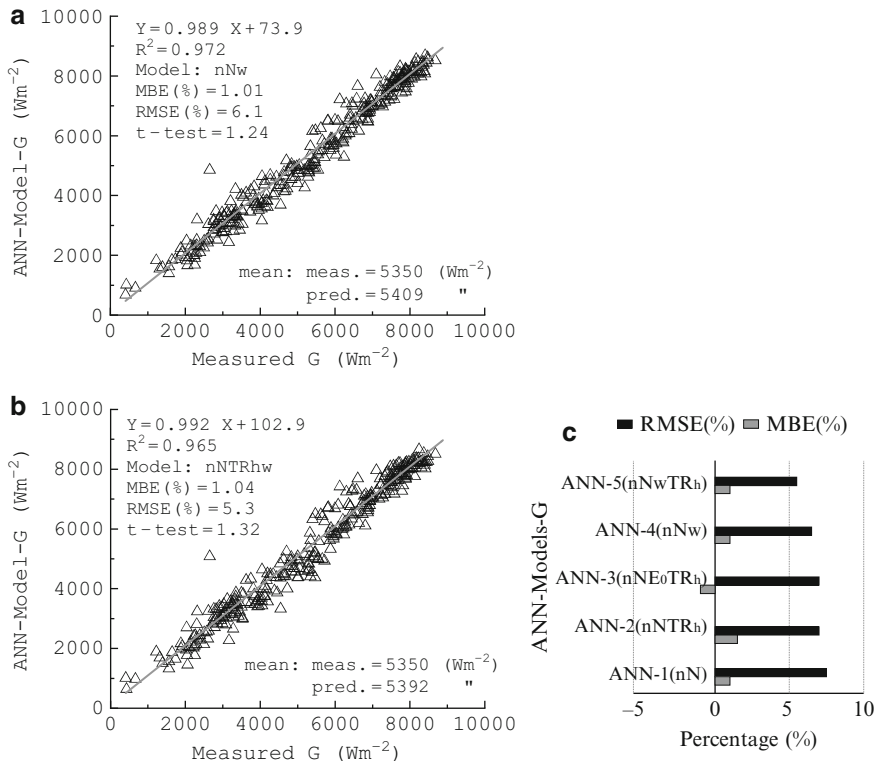 a
Y=0.989 X+73.9
R²=0.972
Model: nNw
MBE(%)=1.01
RMSE(%)=6.1
t-test=1.24
mean: meas.=5350 (Wm⁻²)
pred.=5409 "
ANN-Model-G (Wm⁻²)
10000
8000
6000
4000
2000
0
0 2000 4000 6000 8000 10000
Measured G (Wm⁻²)
b
Y=0.992 X+102.9
R²=0.965
Model: nNTRhw
MBE(%)=1.04
RMSE(%)=5.3
t-test=1.32
mean: meas.=5350 (Wm⁻²)
pred.=5392 "
ANN-Model-G (Wm⁻²)
10000
8000
6000
4000
2000
0
0 2000 4000 6000 8000 10000
Measured G (Wm⁻²)
c
RMSE(%) MBE(%)
ANN-Models-G
ANN-5(nNwTRh)
ANN-4(nNw)
ANN-3(nNE₀TRh)
ANN-2(nNTRh)
ANN-1(nN)
−5 0 5 10
Percentage (%)